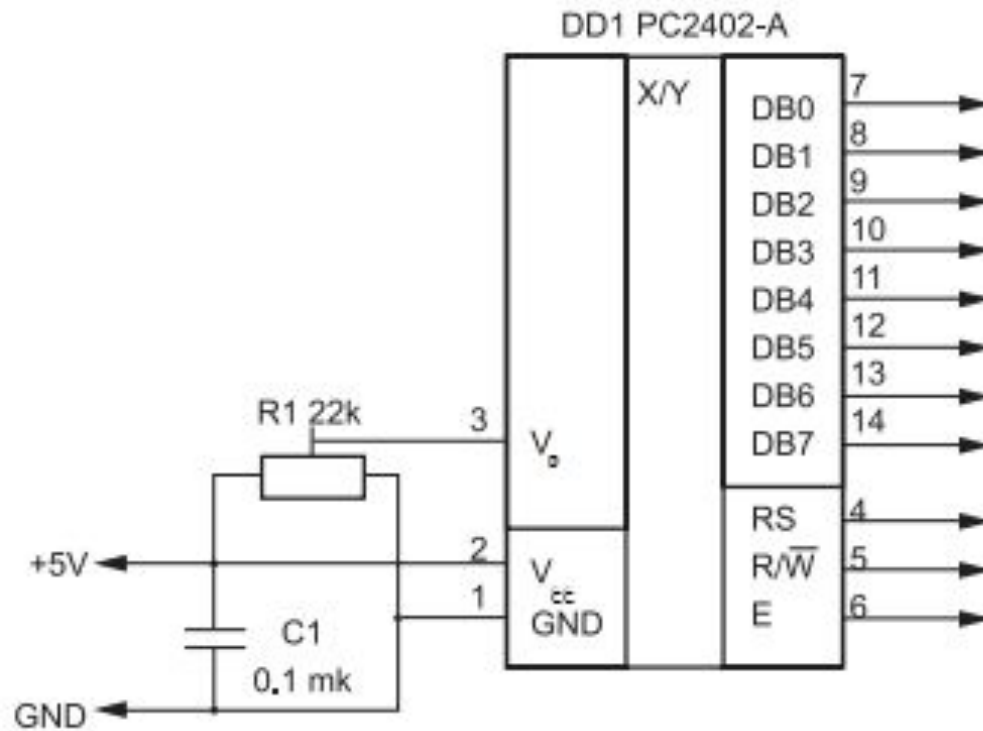 DD1 PC2402-A
X/Y
DB0 7
DB1 8
DB2 9
DB3 10
DB4 11
DB5 12
DB6 13
DB7 14
R1 22k
3 Vo
RS 4
+5V
2 Vcc
R/W̅ 5
1 GND
E 6
C1
0.1 mk
GND